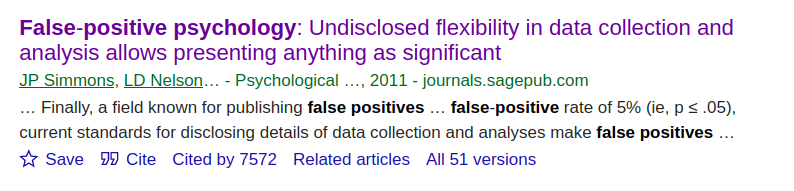 False-positive psychology: Undisclosed flexibility in data collection and
analysis allows presenting anything as significant
JP Simmons, LD Nelson… - Psychological …, 2011 - journals.sagepub.com
… Finally, a field known for publishing false positives … false-positive rate of 5% (ie, p ≤ .05),
current standards for disclosing details of data collection and analyses make false positives …
Save Cite Cited by 7572 Related articles All 51 versions